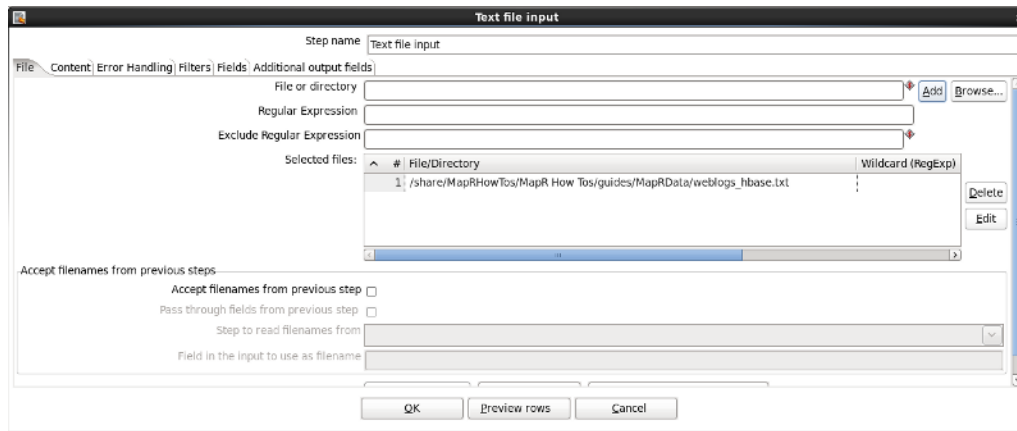 Text file input
Step name Text file input
File Content Error Handling Filters Fields Additional output fields
File or directory Add Browse...
Regular Expression
Exclude Regular Expression
Selected files: # File/Directory Wildcard (RegExp)
1 /share/MapRHowTos/MapR How Tos/guides/MapRData/weblogs_hbase.txt
Delete
Edit
Accept filenames from previous steps
Accept filenames from previous step
Pass through fields from previous step
Step to read filenames from
Field in the input to use as filename
OK Preview rows Cancel